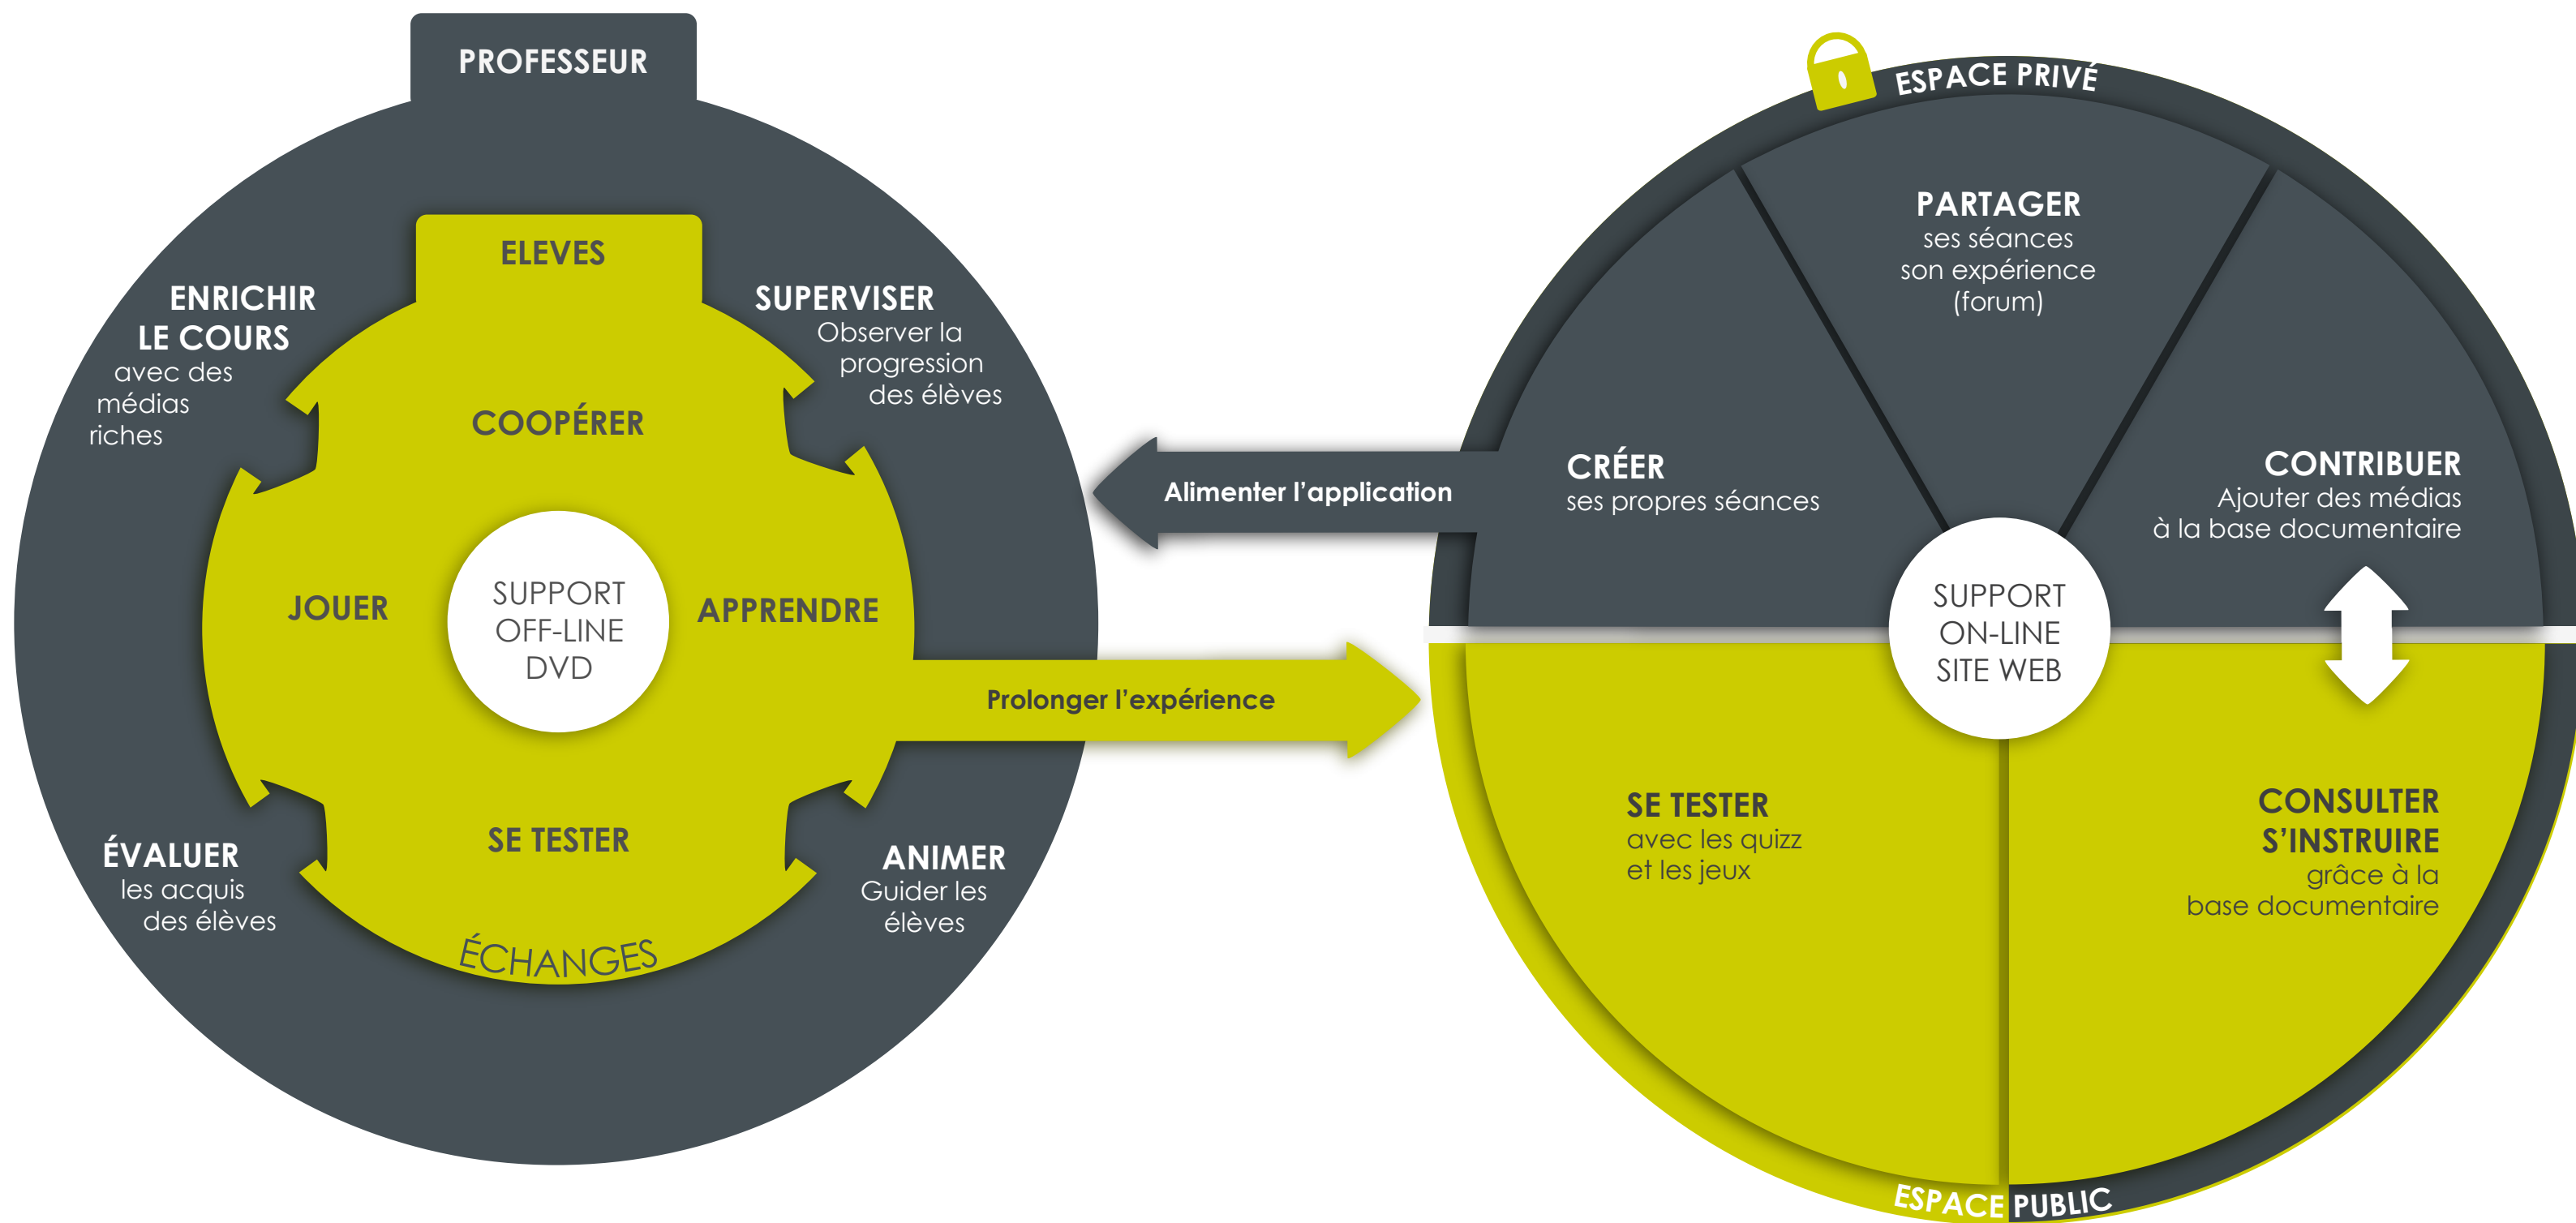 PROFESSEUR
ELEVES
ENRICHIR
LE COURS
avec des
médias
riches
SUPERVISER
Observer la
progression
des élèves
COOPÉRER
JOUER
SUPPORT
OFF-LINE
DVD
APPRENDRE
SE TESTER
ÉVALUER
les acquis
des élèves
ANIMER
Guider les
élèves
ÉCHANGES
Alimenter l’application
Prolonger l’expérience
ESPACE PRIVÉ
PARTAGER
ses séances
son expérience
(forum)
CRÉER
ses propres séances
CONTRIBUER
Ajouter des médias
à la base documentaire
SUPPORT
ON-LINE
SITE WEB
SE TESTER
avec les quizz
et les jeux
CONSULTER
S’INSTRUIRE
grâce à la
base documentaire
ESPACE PUBLIC